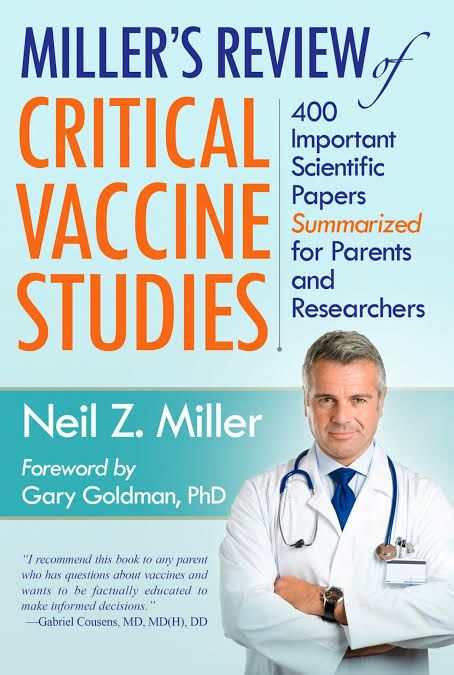 MILLER'S REVIEW of
CRITICAL
VACCINE
STUDIES
400
Important
Scientific
Papers
Summarized
for Parents
and
Researchers
Neil Z. Miller
Foreword by
Gary Goldman, PhD
"I recommend this book to any parent
who has questions about vaccines and
wants to be factually educated to
make informed decisions."
—Gabriel Cousens, MD, MD(H), DD